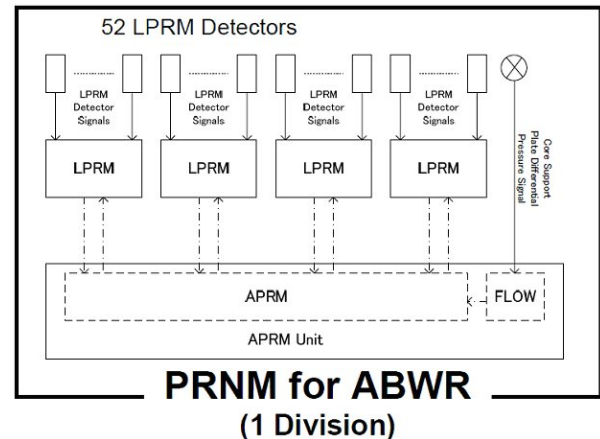 52 LPRM Detectors
LPRM
Detector
Signals
LPRM
Detector
Signals
LPRM
Detector
Signals
LPRM
Detector
Signals
Core Support
Plate Differential
Pressure Signal
LPRM
LPRM
LPRM
LPRM
APRM
FLOW
APRM Unit
PRNM for ABWR
(1 Division)